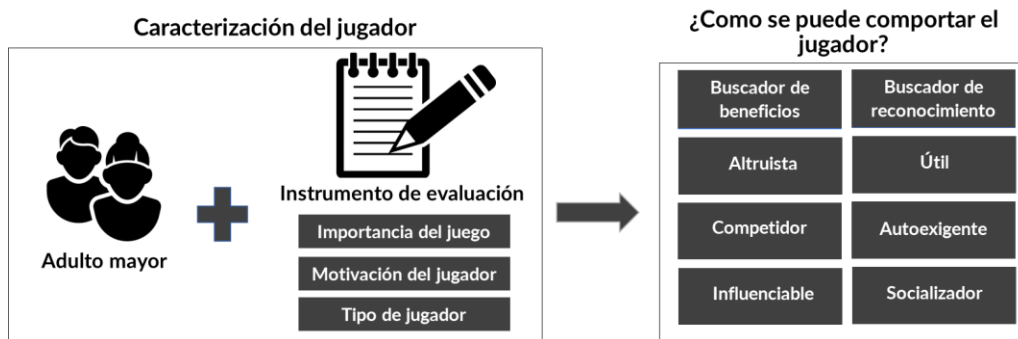 Caracterización del jugador
Adulto mayor
Instrumento de evaluación
Importancia del juego
Motivación del jugador
Tipo de jugador
¿Como se puede comportar el
jugador?
Buscador de
beneficios
Buscador de
reconocimiento
Altruista
Útil
Competidor
Autoexigente
Influenciable
Socializador